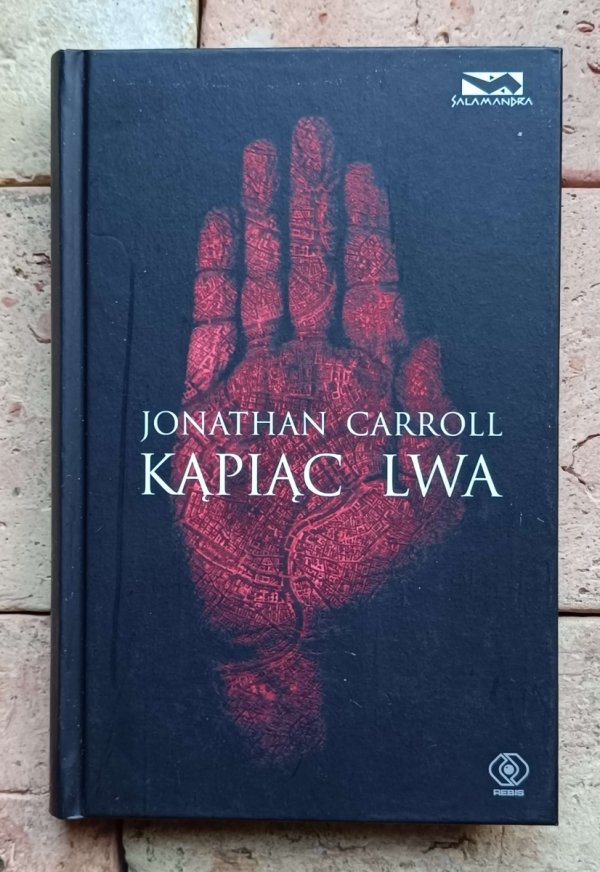 SALAMANDRA
JONATHAN CARROLL
KĄPIĄC LWA
REBIS